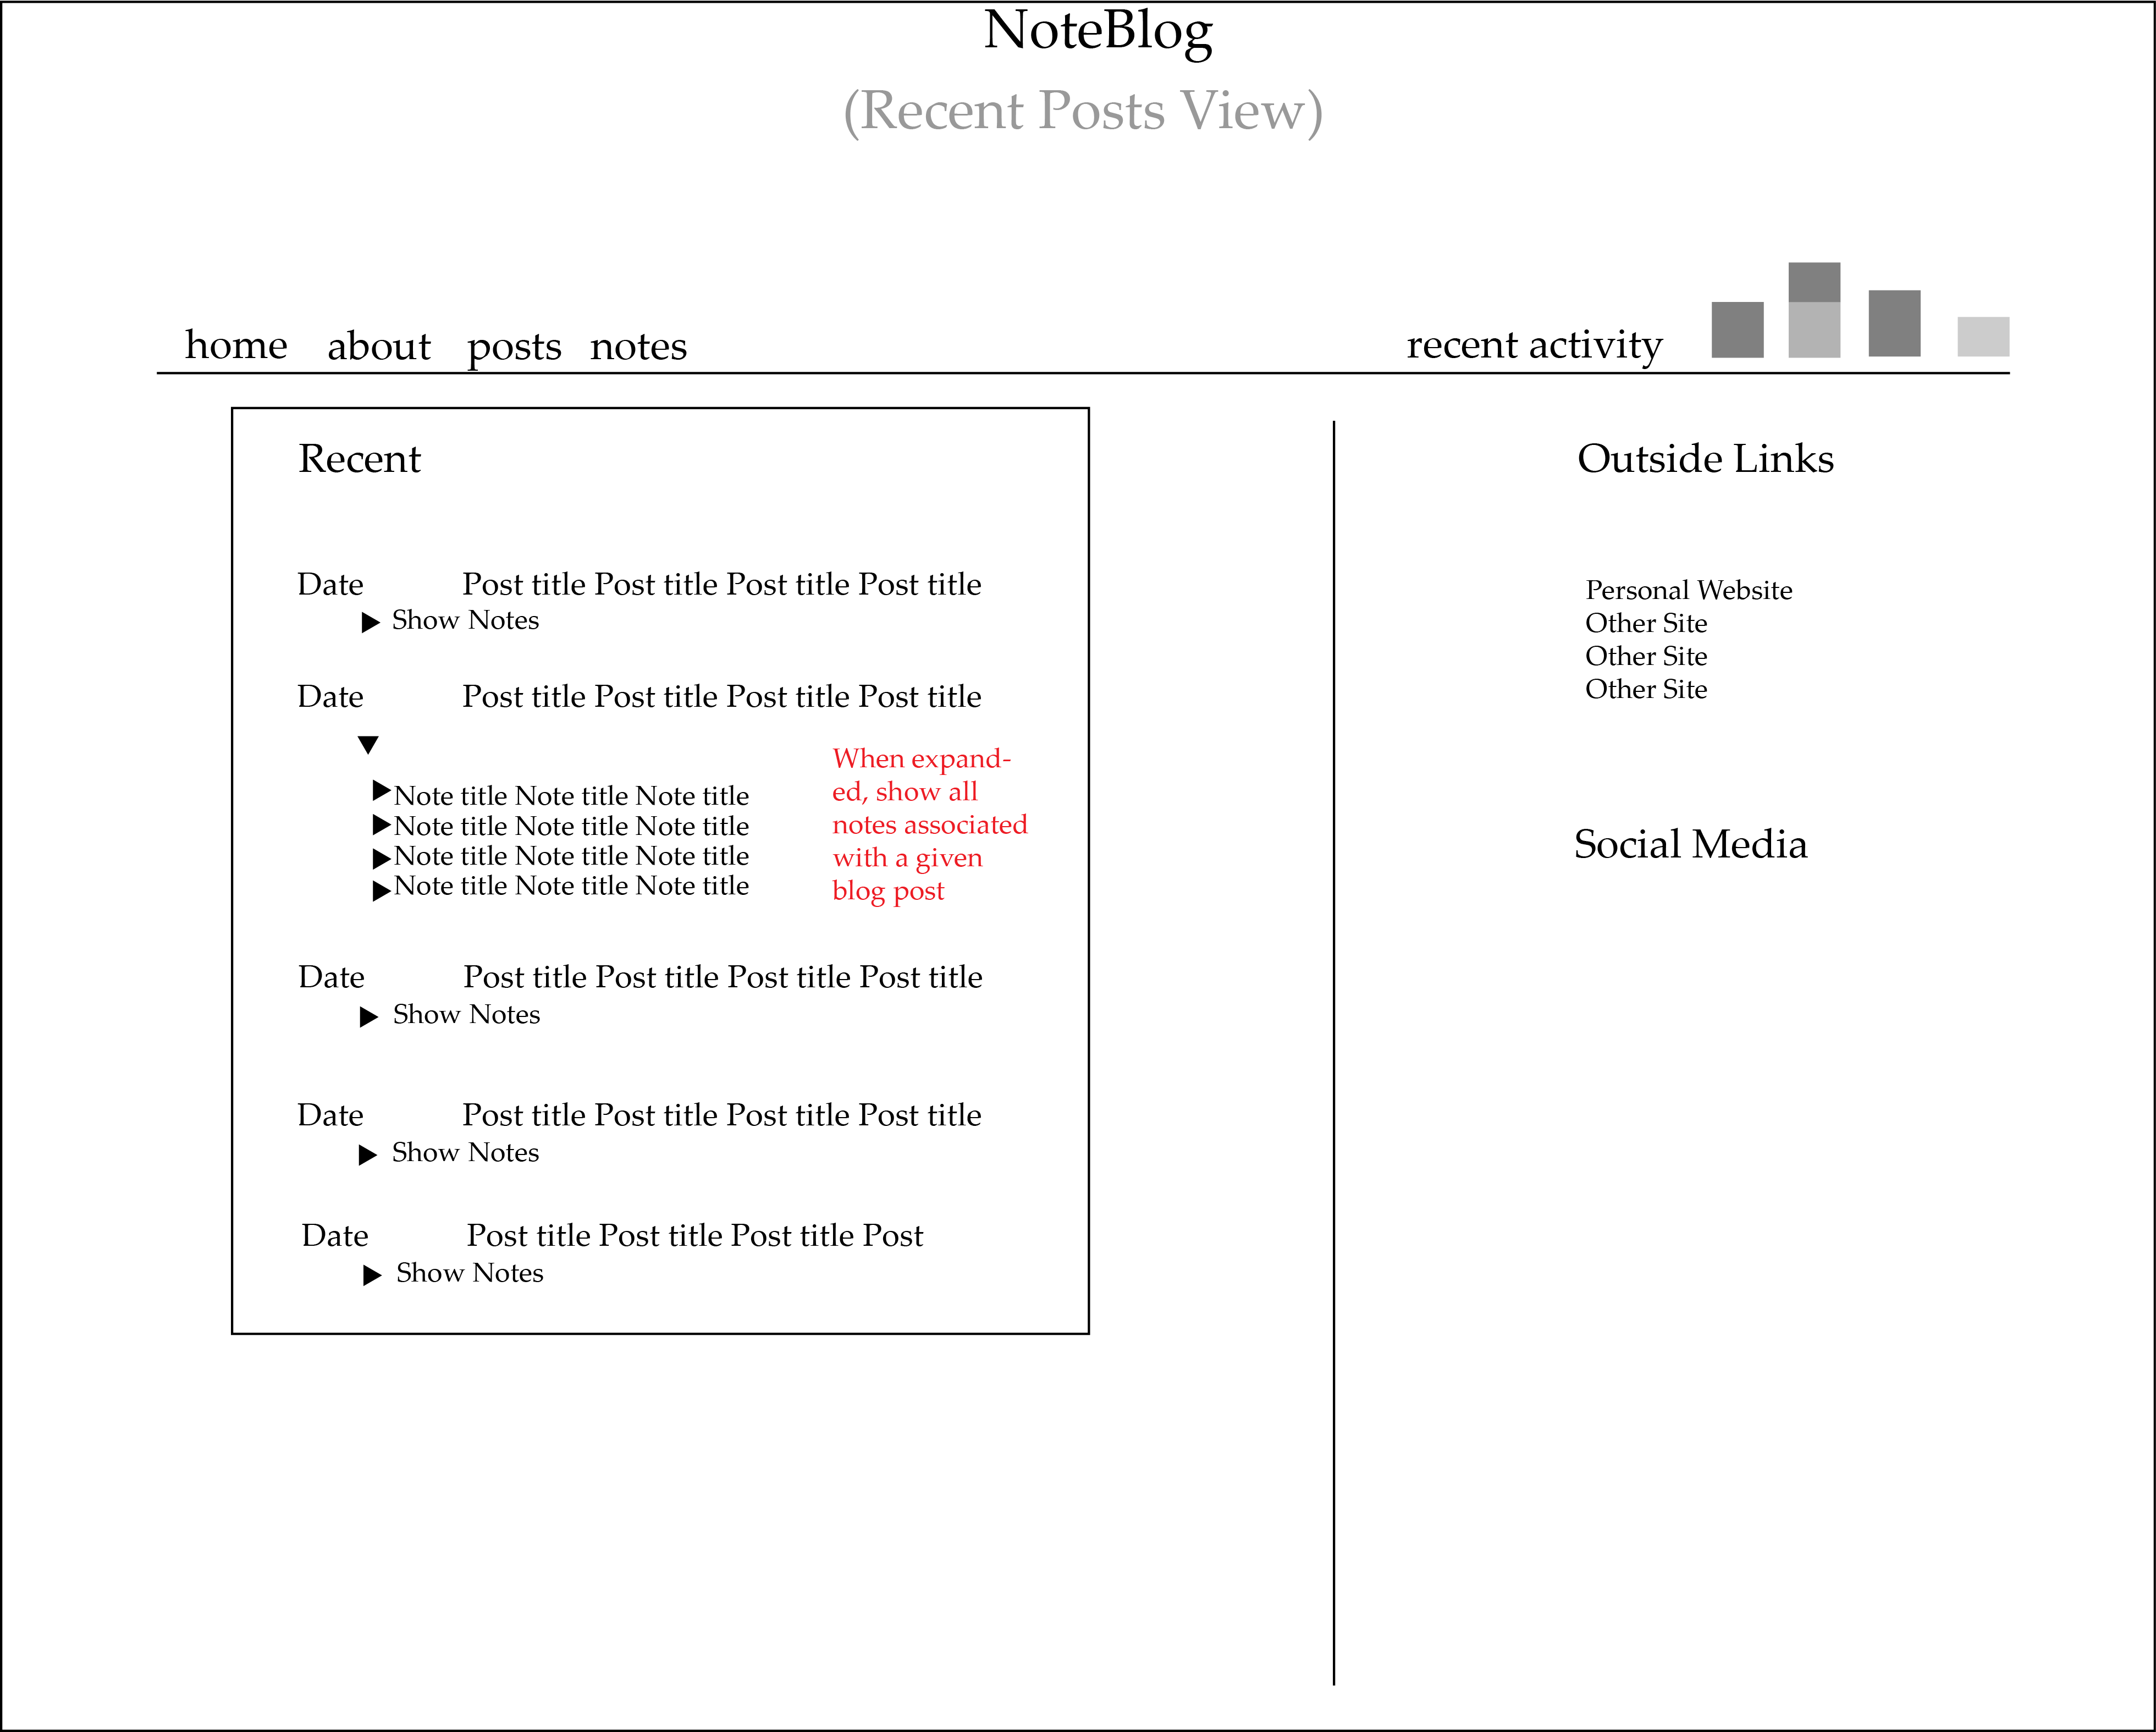 NoteBlog
(Recent Posts View)
home about posts notes
recent activity
Recent
Date Post title Post title Post title Post title
Show Notes
Date Post title Post title Post title Post title
Note title Note title Note title
Note title Note title Note title
Note title Note title Note title
Note title Note title Note title
When expand-
ed, show all
notes associated
with a given
blog post
Date Post title Post title Post title Post title
Show Notes
Date Post title Post title Post title Post title
Show Notes
Date Post title Post title Post title Post
Show Notes
Outside Links
Personal Website
Other Site
Other Site
Other Site
Social Media